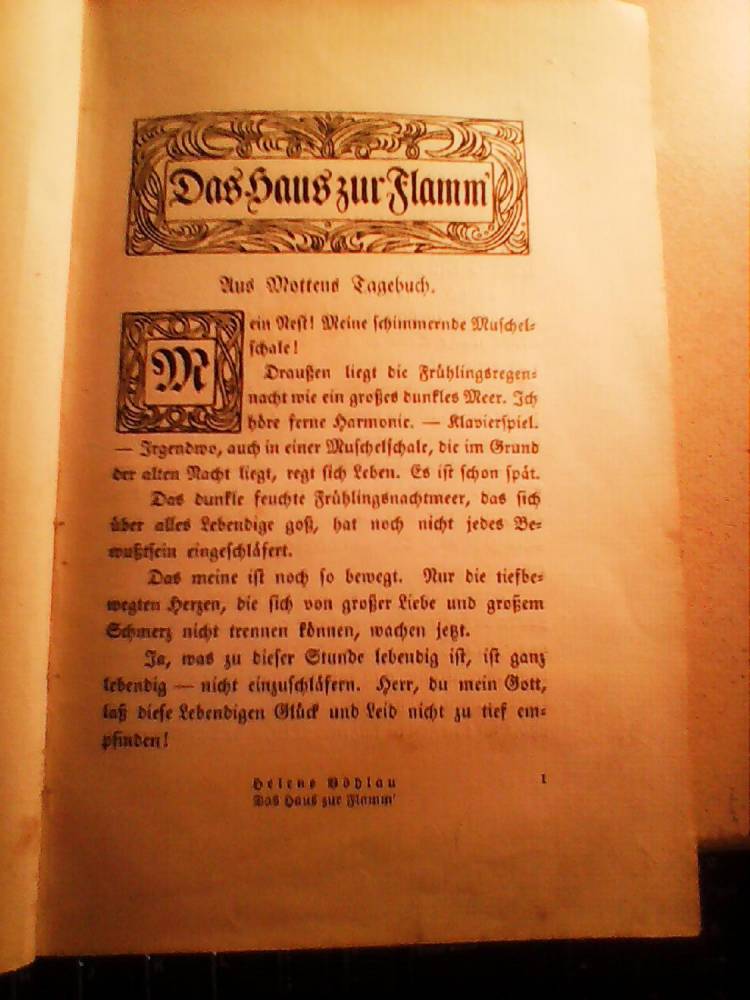 Das Haus zur Flamm'
Aus Mottens Tagebuch.
Mein Nest! Meine schimmernde Muschel-
schale!
Draußen liegt die Frühlingsregen-
nacht wie ein großes dunkles Meer. Ich
höre ferne Harmonie. — Klavierspiel.
— Irgendwo, auch in einer Muschelschale, die im Grund
der alten Nacht liegt, regt sich Leben. Es ist schon spät.
Das dunkle feuchte Frühlingsnachtmeer, das sich
über alles Lebendige goß, hat noch nicht jedes Be-
wußtsein eingeschläfert.
Das meine ist noch so bewegt. Nur die tiefbe-
wegten Herzen, die sich von großer Liebe und großem
Schmerz nicht trennen können, wachen jetzt.
Ja, was zu dieser Stunde lebendig ist, ist ganz
lebendig — nicht einzuschläfern. Herr, du mein Gott,
laß diese Lebendigen Glück und Leid nicht zu tief em-
pfinden!
Helene Böhlau
Das Haus zur Flamm' 1